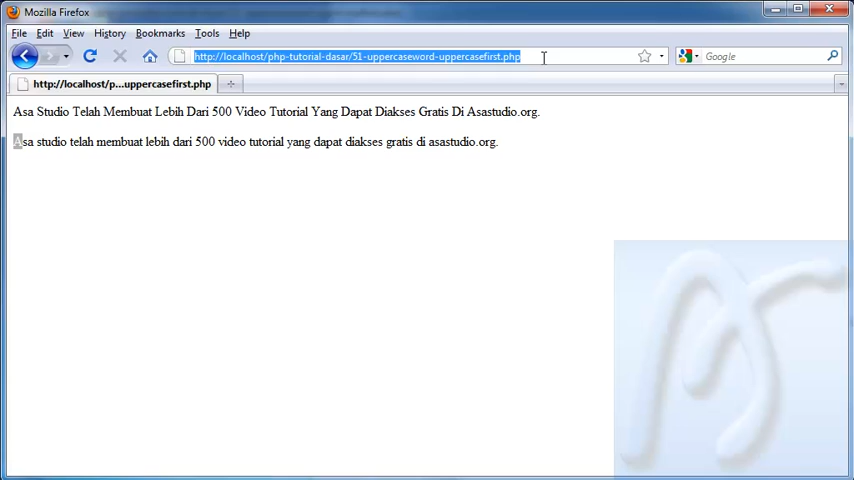 Mozilla Firefox
File Edit View History Bookmarks Tools Help
http://localhost/php-tutorial-dasar/51-uppercaseword-uppercasefirst.php
Google
http://localhost/p...uppercasefirst.php
Asa Studio Telah Membuat Lebih Dari 500 Video Tutorial Yang Dapat Diakses Gratis Di Asastudio.org.
Asa studio telah membuat lebih dari 500 video tutorial yang dapat diakses gratis di asastudio.org.